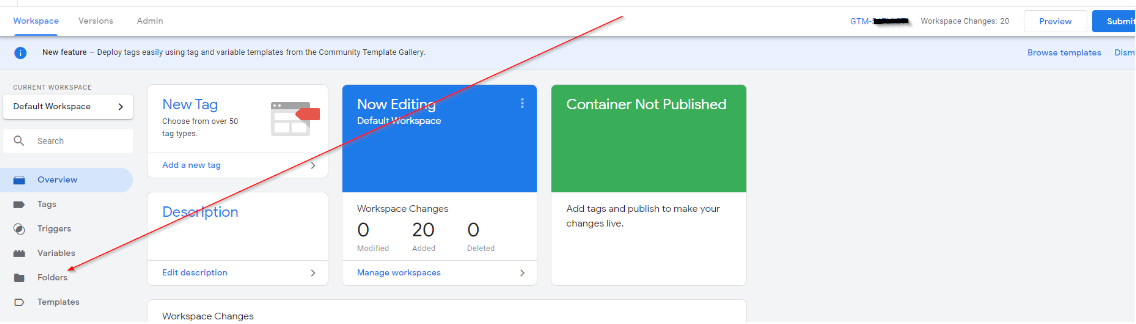 Workspace
Versions
Admin
GTM-
Workspace Changes: 20
Preview
Submit
New feature – Deploy tags easily using tag and variable templates from the Community Template Gallery.
Browse templates
Dism
CURRENT WORKSPACE
Default Workspace
Search
Overview
Tags
Triggers
Variables
Folders
Templates
New Tag
Choose from over 50
tag types.
Add a new tag
Description
Edit description
Now Editing
Default Workspace
Workspace Changes
0
20
0
Modified
Added
Deleted
Manage workspaces
Container Not Published
Add tags and publish to make your
changes live.
Workspace Changes